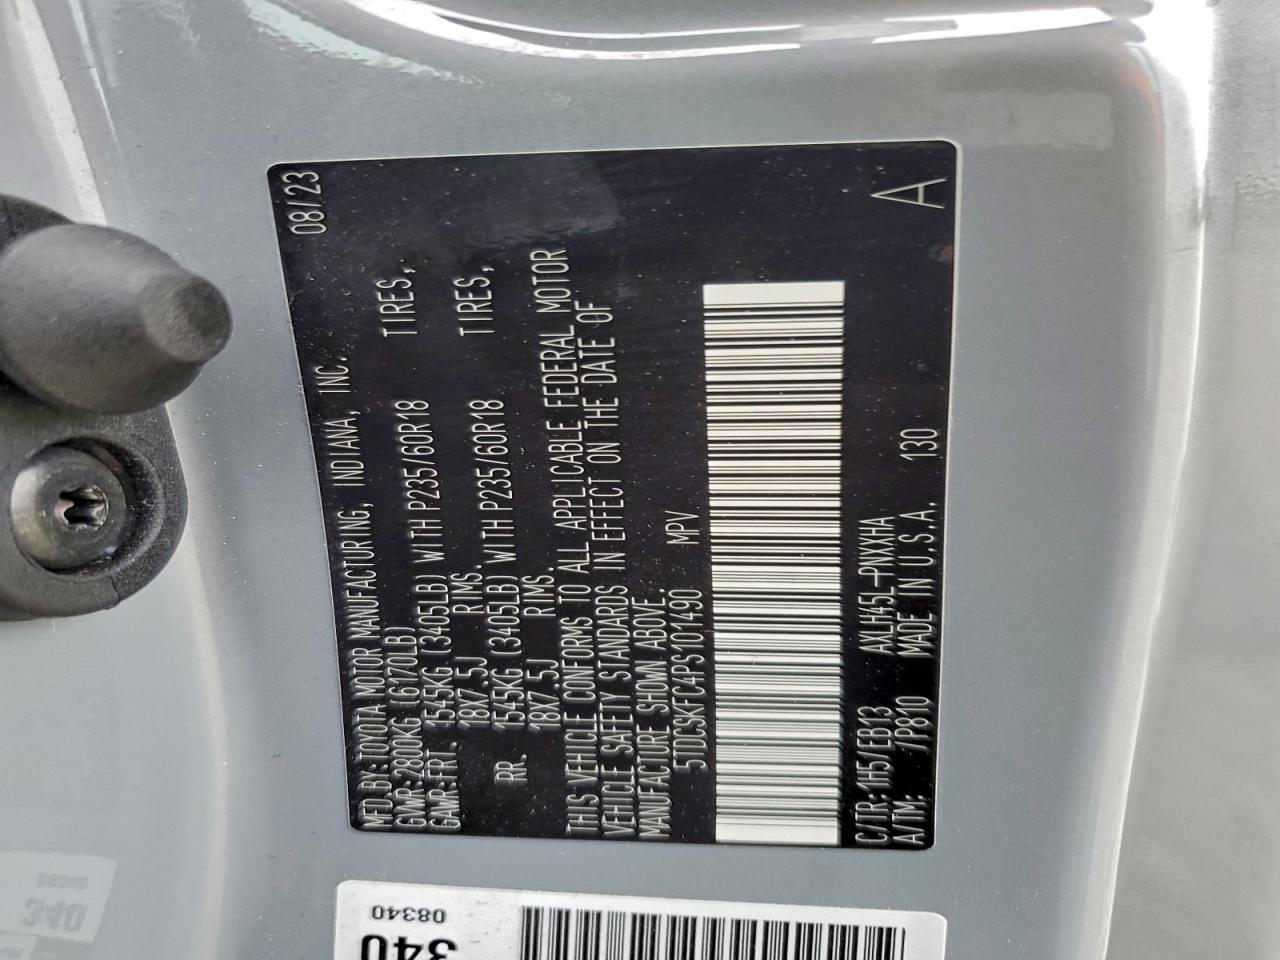 MFD BY: TOYOTA MOTOR MANUFACTURING, INDIANA, INC. 08/23
GVWR: 2800KG (6170LB)
GAWR: FRT. 1545KG (3405LB) WITH P235/60R18 TIRES,
18X7.5J RIMS.
RR. 1545KG (3405LB) WITH P235/60R18 TIRES,
18X7.5J RIMS.
THIS VEHICLE CONFORMS TO ALL APPLICABLE FEDERAL MOTOR
VEHICLE SAFETY STANDARDS IN EFFECT ON THE DATE OF
MANUFACTURE SHOWN ABOVE.
5TDCSKFC4PS101490 MPV
C/TR: 1H5/EB13 AXLH45L-PNXXHA
A/TM: /P810 MADE IN U.S.A. 130
A
08340
340